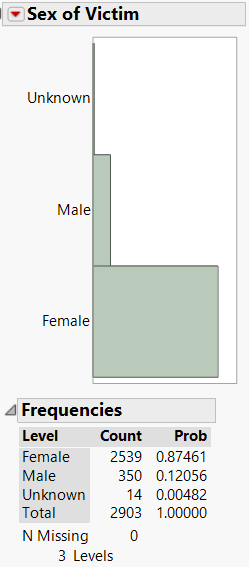 Sex of Victim
Unknown
Male
Female
Frequencies
Level Count Prob
Female 2539 0.87461
Male 350 0.12056
Unknown 14 0.00482
Total 2903 1.00000
N Missing 0
3 Levels